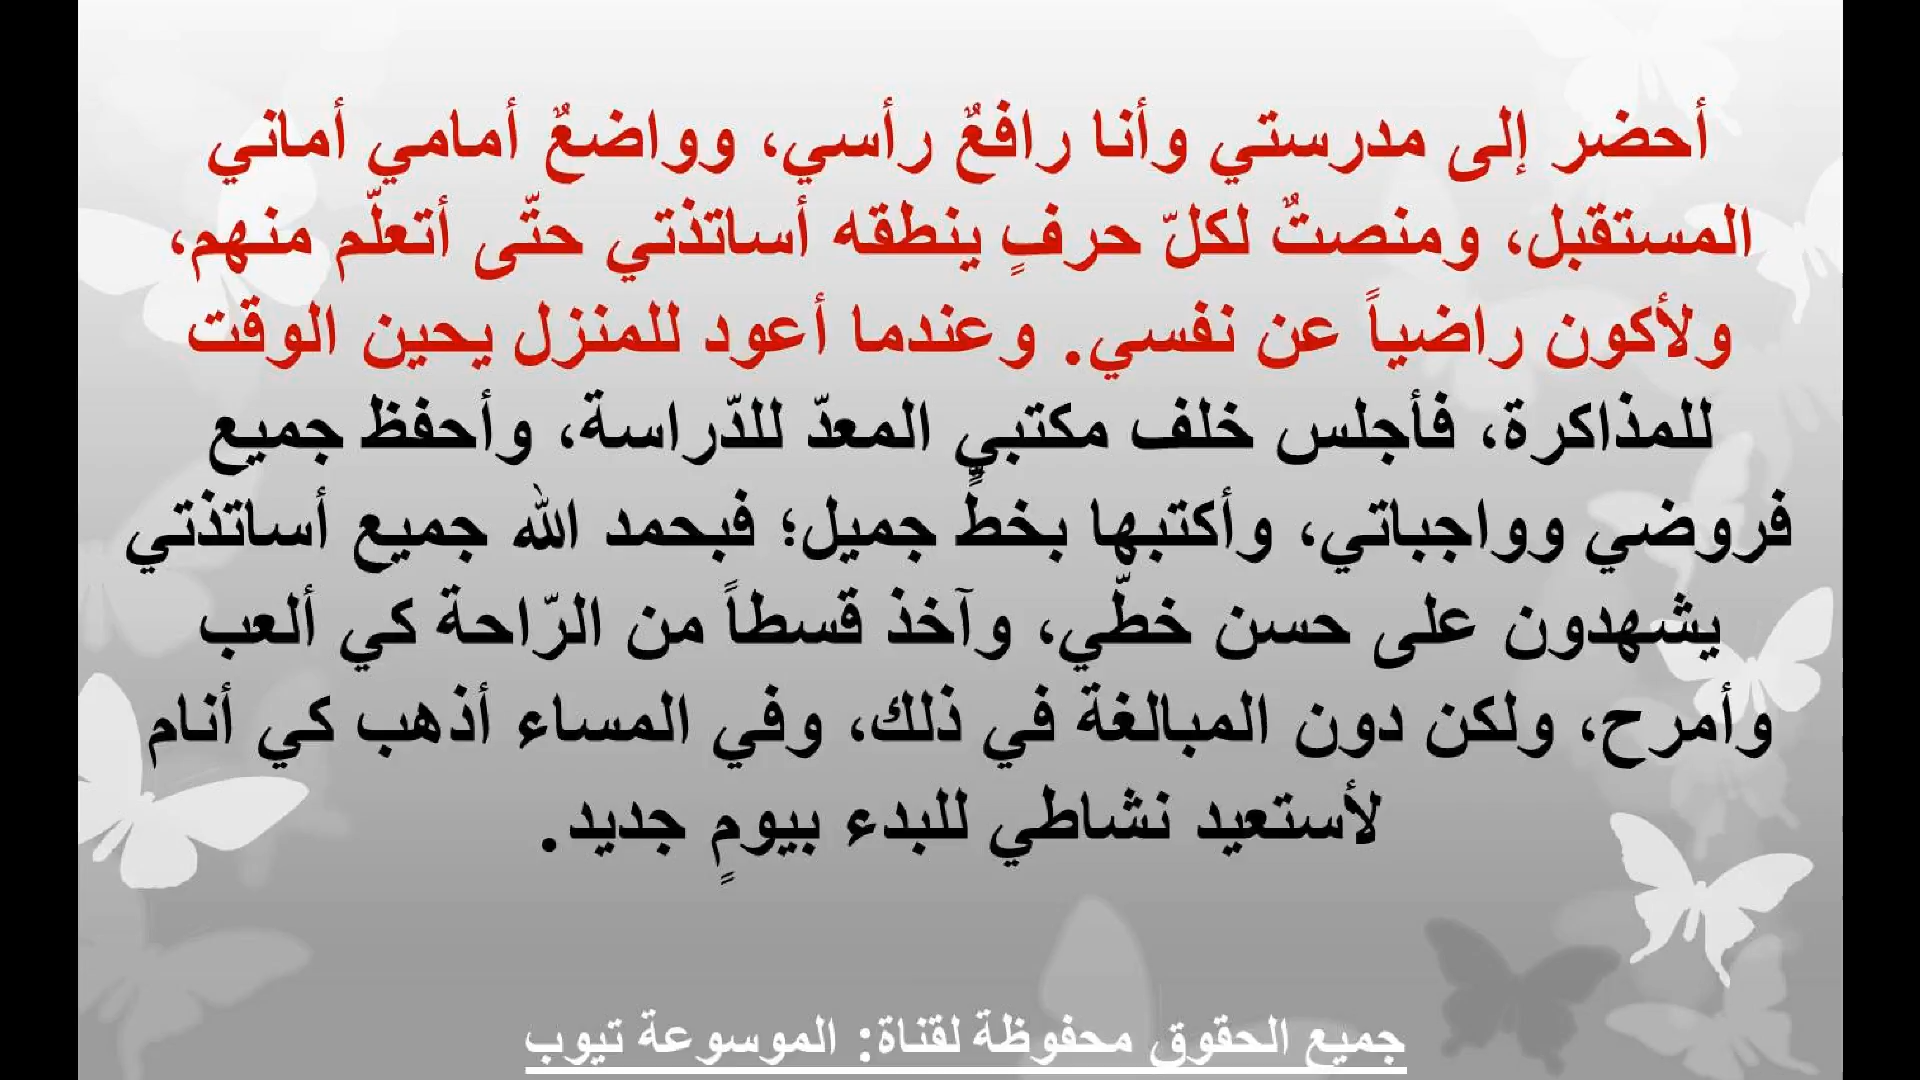 أحضر إلى مدرستي وأنا رافعٌ رأسي، وواضعٌ أمامي أماني
المستقبل، ومنصتٌ لكلّ حرفٍ ينطقه أساتذتي حتّى أتعلّم منهم،
ولأكون راضياً عن نفسي. وعندما أعود للمنزل يحين الوقت
للمذاكرة، فأجلس خلف مكتبي المعدّ للدّراسة، وأحفظ جميع
فروضي وواجباتي، وأكتبها بخطٍّ جميل؛ فبحمد الله جميع أساتذتي
يشهدون على حسن خطّي، وآخذ قسطاً من الرّاحة كي ألعب
وأمرح، ولكن دون المبالغة في ذلك، وفي المساء أذهب كي أنام
لأستعيد نشاطي للبدء بيومٍ جديد.
جميع الحقوق محفوظة لقناة: الموسوعة تيوب